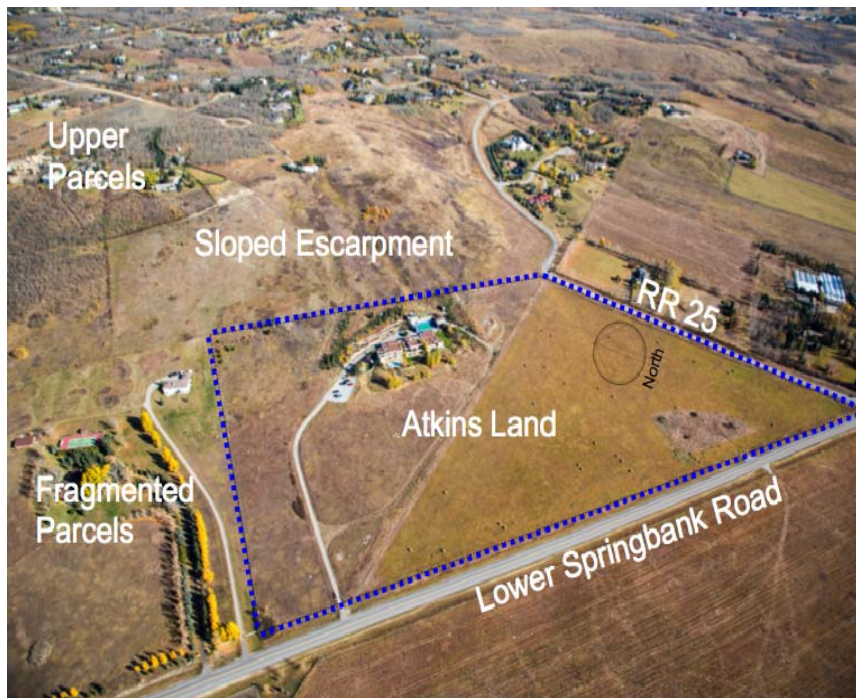 Upper
Parcels
Sloped Escarpment
RR 25
North
Atkins Land
Fragmented
Parcels
Lower Springbank Road